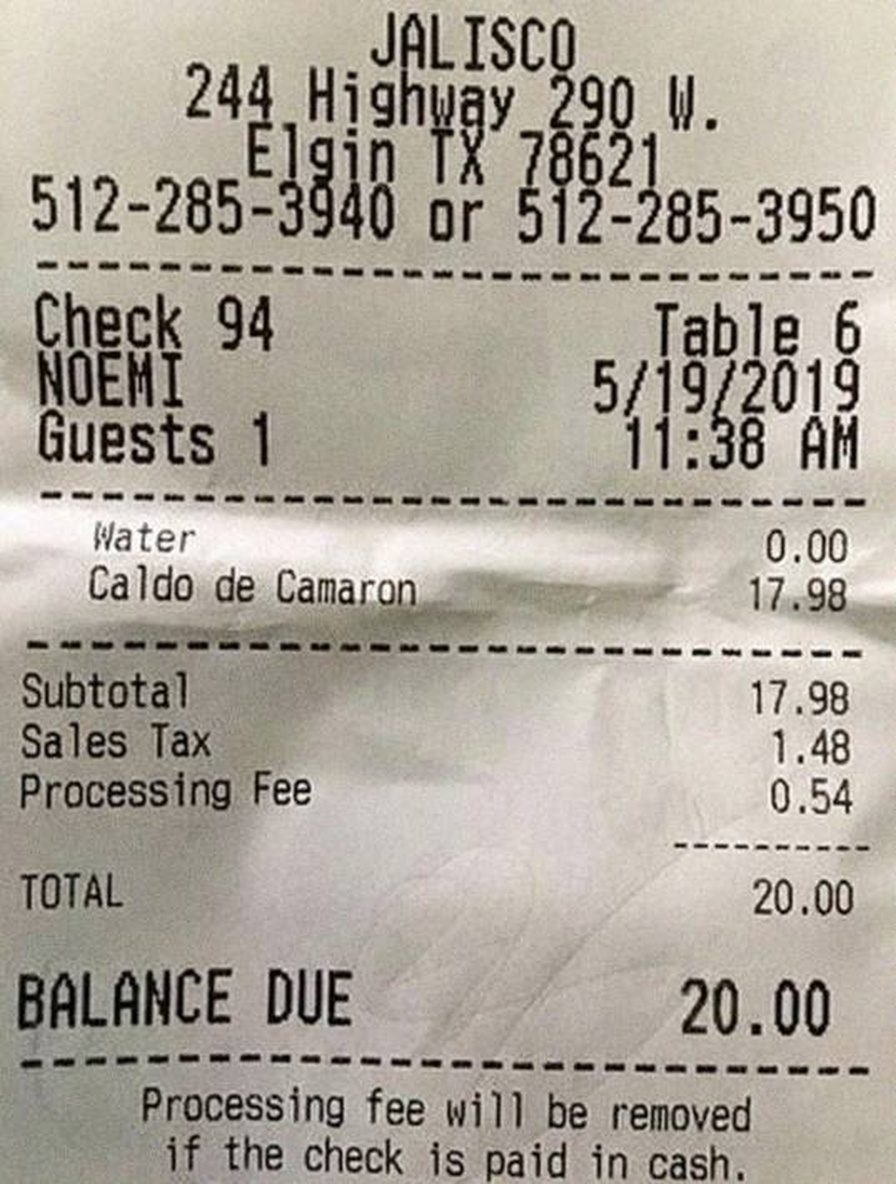 JALISCO
244 Highway 290 W.
Elgin TX 78621
512-285-3940 or 512-285-3950
Check 94 Table 6
NOEMI 5/19/2019
Guests 1 11:38 AM
Water 0.00
Caldo de Camaron 17.98
Subtotal 17.98
Sales Tax 1.48
Processing Fee 0.54
TOTAL 20.00
BALANCE DUE 20.00
Processing fee will be removed
if the check is paid in cash.